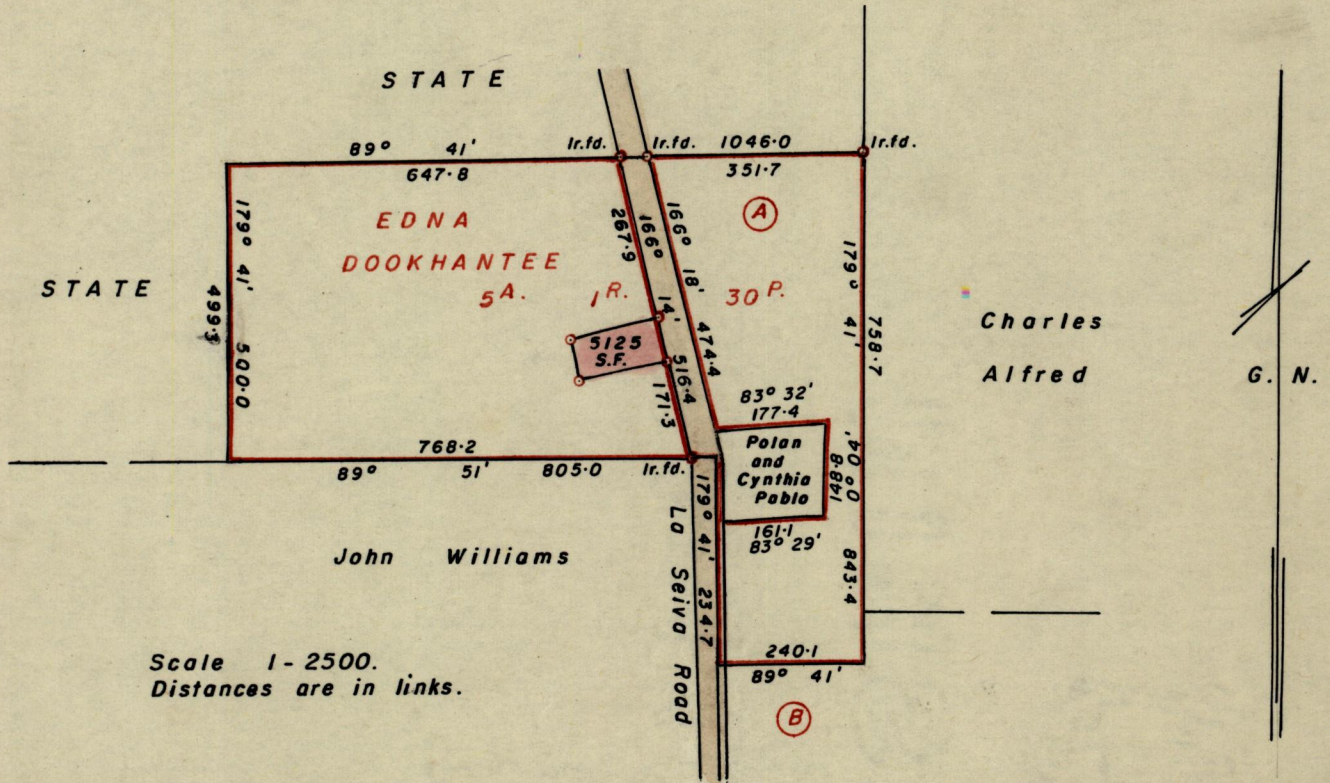 STATE
Ir.fd. Ir.fd. 1046·0 Ir.fd.
89° 41'
647·8 351·7
EDNA
DOOKHANTEE
5A. 1R. 30P.
A
STATE
179° 41' 500·0
499·3
267·9
166° 14' 516·4
166° 18' 474·4
171·3
179° 41' 843·4
758·7
5125
S.F.
Charles
Alfred
G. N.
83° 32'
177·4
Polan
and
Cynthia
Pablo
148·8
0° 04'
161·1
83° 29'
768·2
89° 51' 805·0 Ir.fd.
John Williams
179° 41' 234·7
La Seiva Road
240·1
89° 41'
B
Scale 1-2500.
Distances are in links.